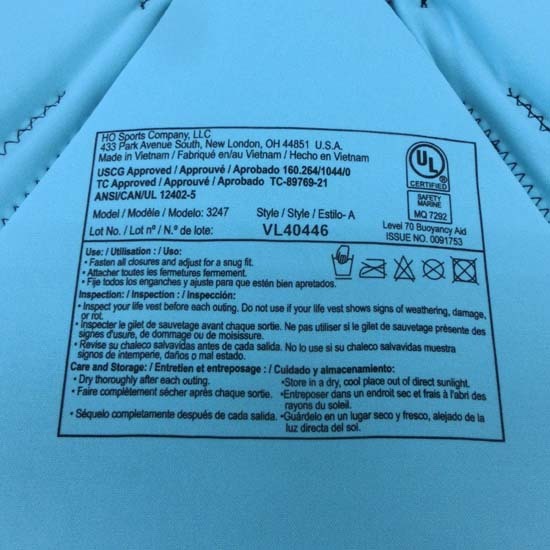 HO Sports Company, LLC
433 Park Avenue South, New London, OH 44851 U.S.A.
Made in Vietnam / Fabriqué en/au Vietnam / Hecho en Vietnam
USCG Approved / Approuvé / Aprobado 160.264/1044/0
TC Approved / Approuvé / Aprobado TC-89769-21
ANSI/CAN/UL 12402-5
Model / Modèle / Modelo: 3247 Style / Style / Estilo- A
Lot No. / Lot nº / N.º de lote: VL40446
UL
CERTIFIED
SAFETY
MARINE
MQ 7292
Level 70 Buoyancy Aid
ISSUE NO. 0091753
Use: / Utilisation : / Uso:
• Fasten all closures and adjust for a snug fit.
• Attacher toutes les fermetures fermement.
• Fije todos los enganches y ajuste para que estén bien apretados.
Inspection: / Inspection : / Inspección:
• Inspect your life vest before each outing. Do not use if your life vest shows signs of weathering, damage,
or rot.
• Inspecter le gilet de sauvetage avant chaque sortie. Ne pas utiliser si le gilet de sauvetage présente des
signes d'usure, de dommage ou de moisissure.
• Revise su chaleco salvavidas antes de cada salida. No lo use si su chaleco salvavidas muestra
signos de intemperie, daños o mal estado.
Care and Storage: / Entretien et entreposage : / Cuidado y almacenamiento:
• Dry thoroughly after each outing. •Store in a dry, cool place out of direct sunlight.
• Faire complètement sécher après chaque sortie. •Entreposer dans un endroit sec et frais à l'abri des
rayons du soleil.
• Séquelo completamente después de cada salida. •Guárdelo en un lugar seco y fresco, alejado de la
luz directa del sol.